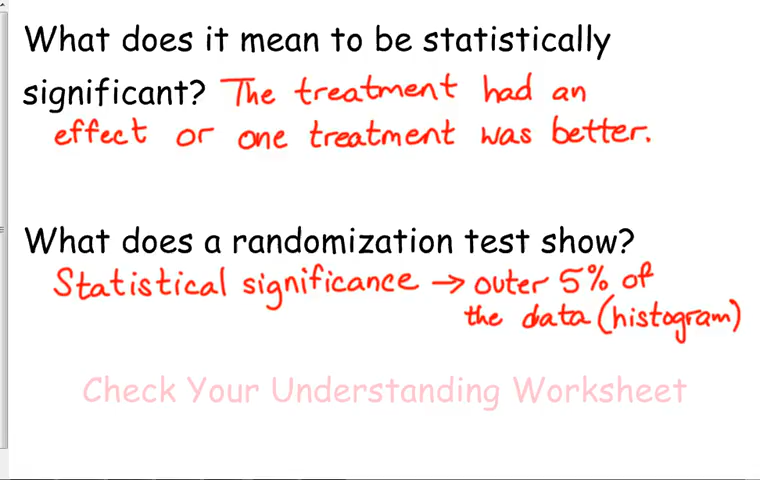 What does it mean to be statistically
significant? The treatment had an
effect or one treatment was better.
What does a randomization test show?
Statistical significance → outer 5% of
the data (histogram)
Check Your Understanding Worksheet